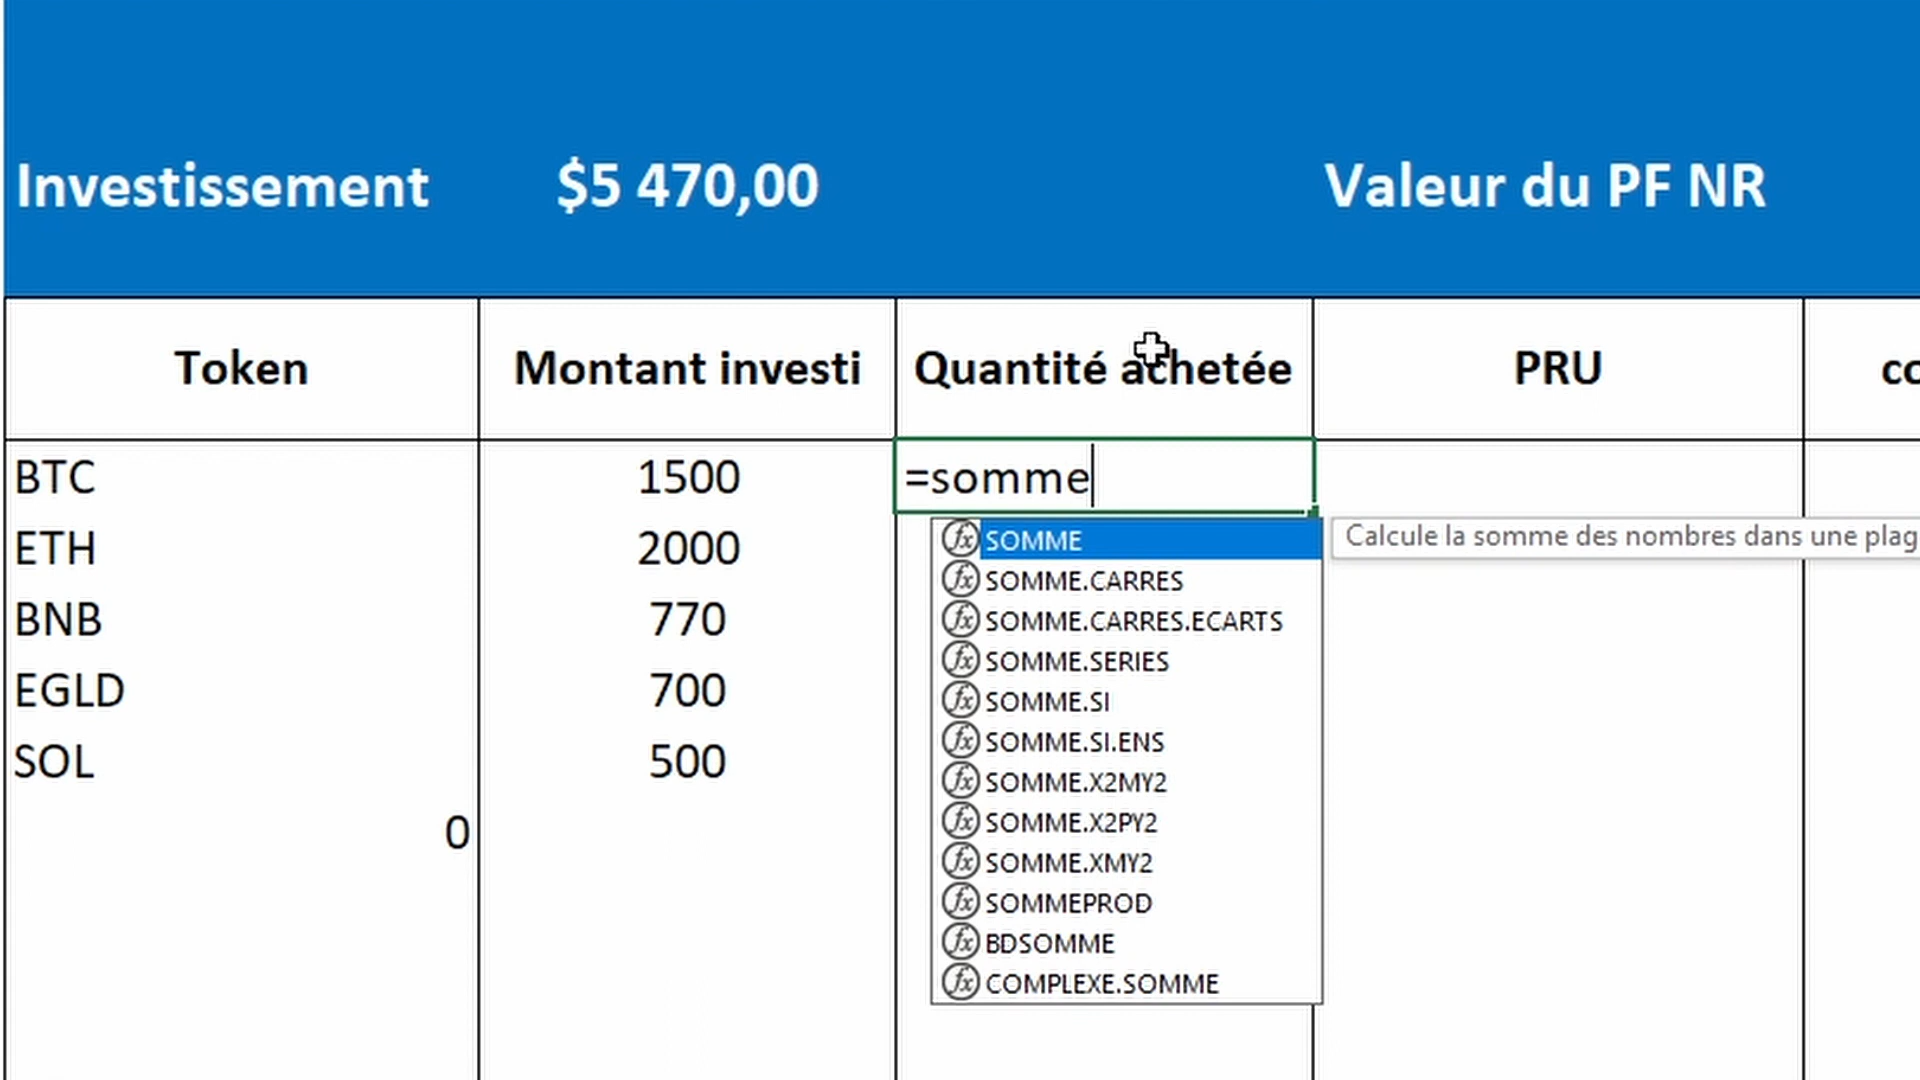 Investissement $5 470,00 Valeur du PF NR
Token Montant investi Quantité achetée PRU co
BTC 1500 =somme
SOMME Calcule la somme des nombres dans une plag
ETH 2000
SOMME.CARRES
BNB 770
SOMME.CARRES.ECARTS
SOMME.SERIES
EGLD 700
SOMME.SI
SOMME.SI.ENS
SOL 500
SOMME.X2MY2
0
SOMME.X2PY2
SOMME.XMY2
SOMMEPROD
BDSOMME
COMPLEXE.SOMME